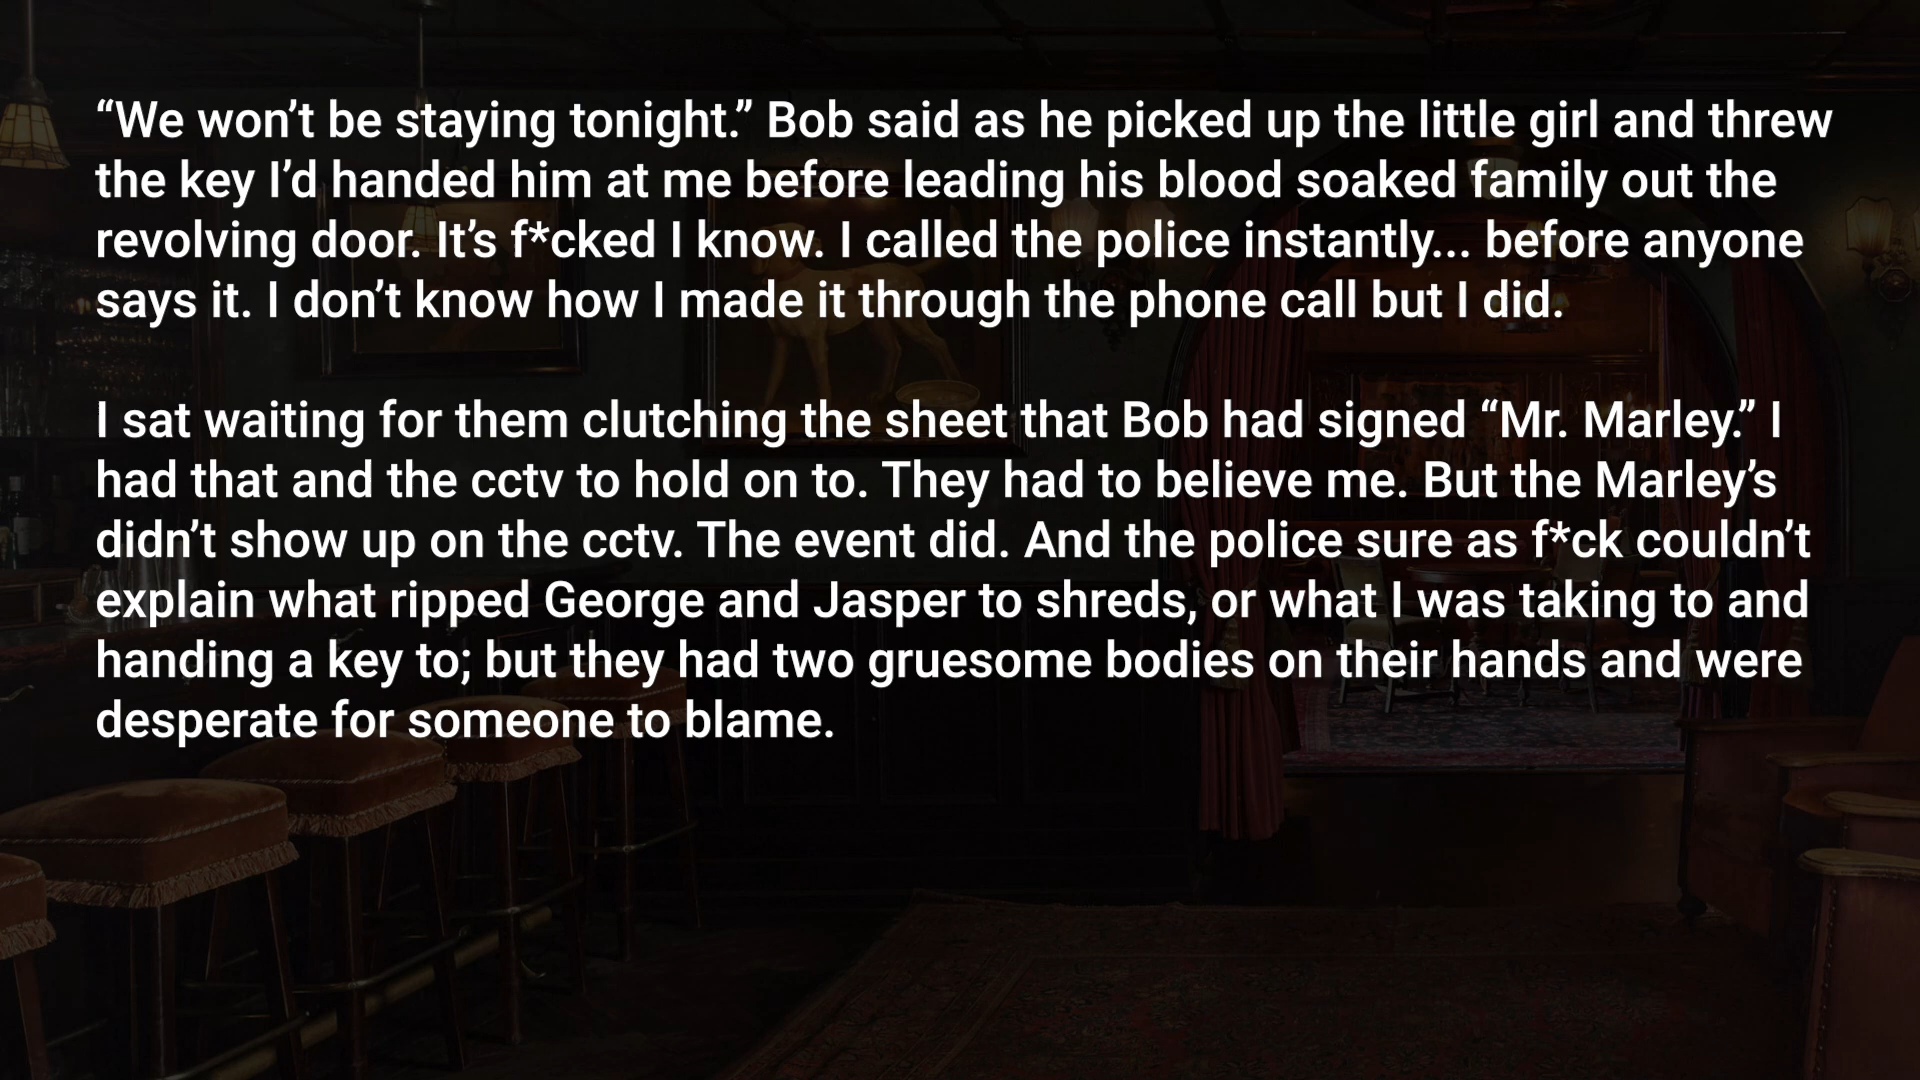 “We won’t be staying tonight.” Bob said as he picked up the little girl and threw
the key I’d handed him at me before leading his blood soaked family out the
revolving door. It’s f*cked I know. I called the police instantly... before anyone
says it. I don’t know how I made it through the phone call but I did.
I sat waiting for them clutching the sheet that Bob had signed “Mr. Marley.” I
had that and the cctv to hold on to. They had to believe me. But the Marley’s
didn’t show up on the cctv. The event did. And the police sure as f*ck couldn’t
explain what ripped George and Jasper to shreds, or what I was taking to and
handing a key to; but they had two gruesome bodies on their hands and were
desperate for someone to blame.